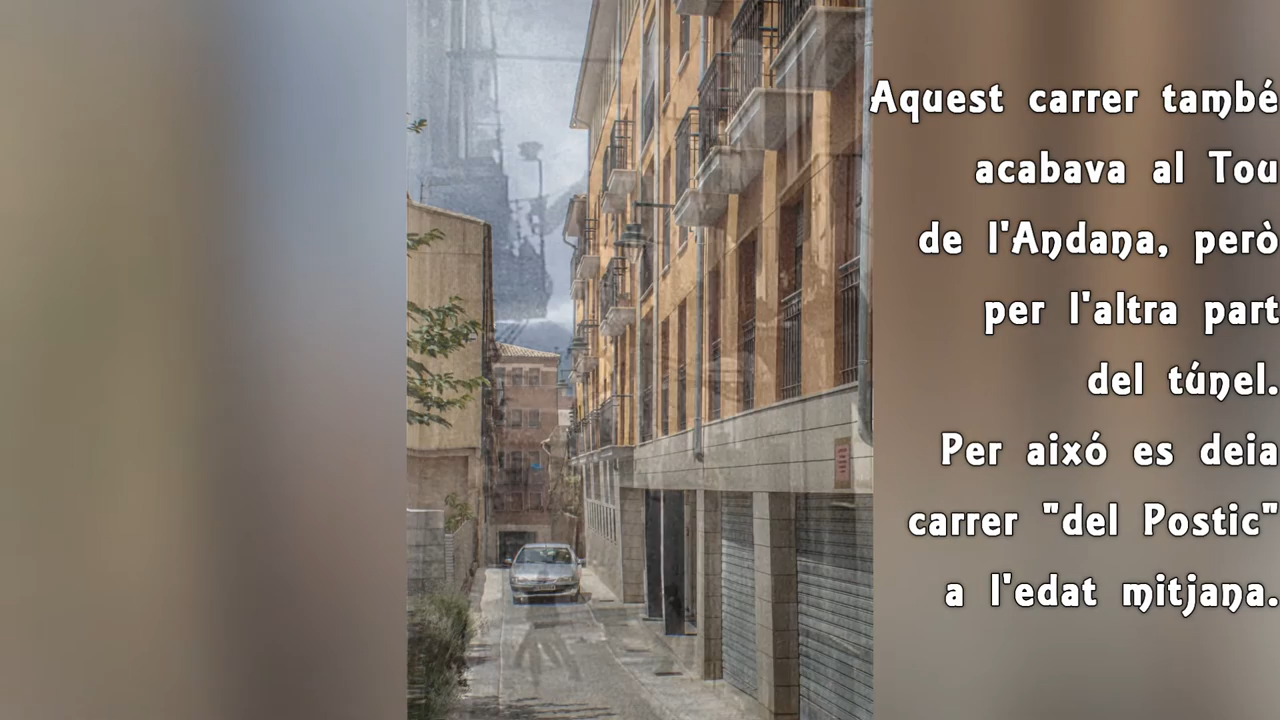 Aquest carrer també
acabava al Tou
de l'Andana, però
per l'altra part
del túnel.
Per aixó es deia
carrer "del Postic"
a l'edat mitjana.